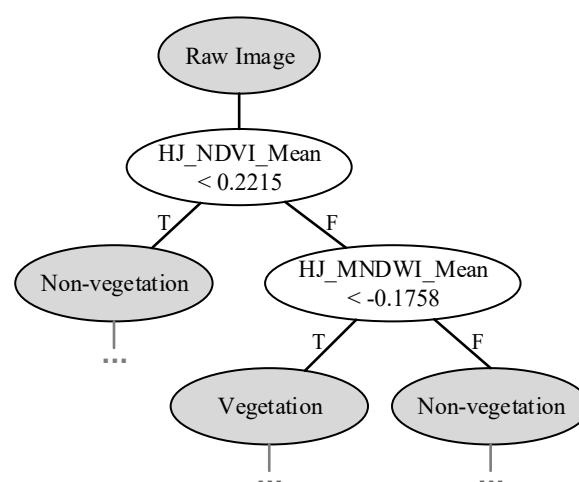 Raw Image
HJ_NDVI_Mean
< 0.2215
T
F
Non-vegetation
...
HJ_MNDWI_Mean
< -0.1758
T
F
Vegetation
...
Non-vegetation
...